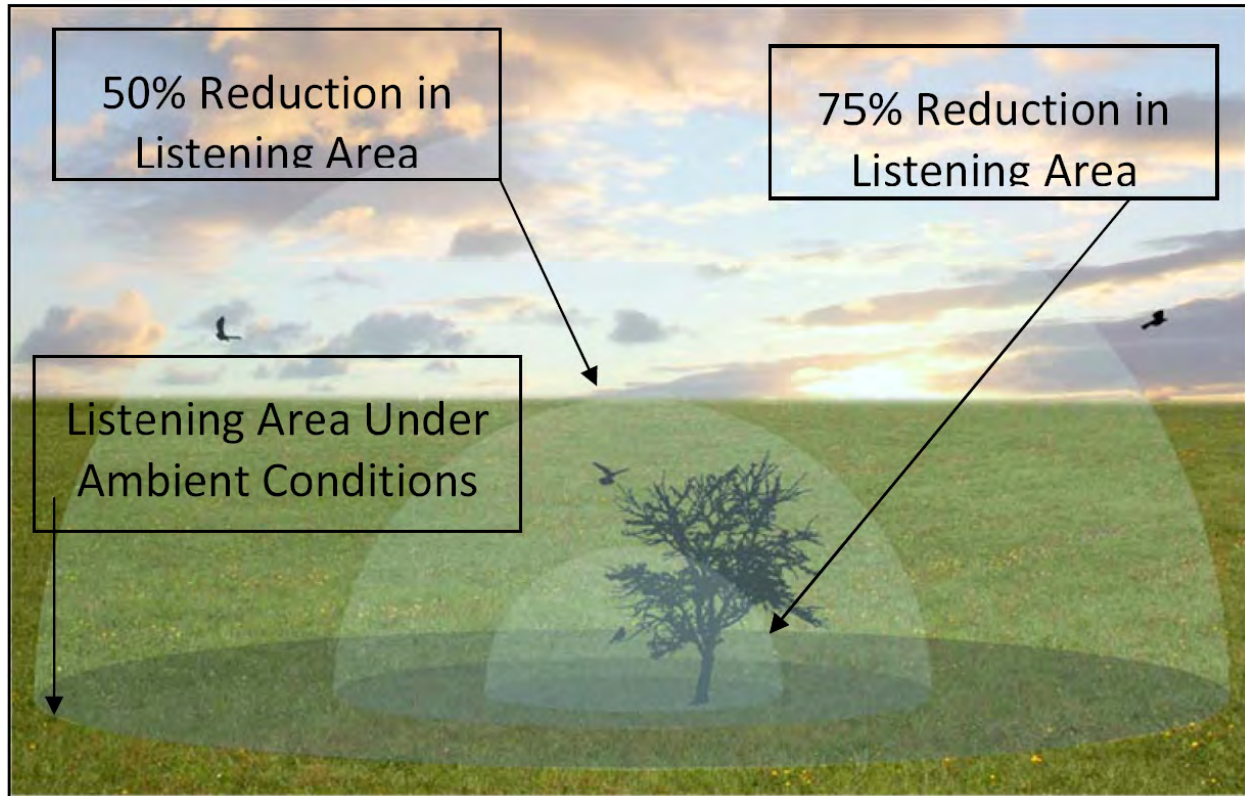 50% Reduction in
Listening Area
75% Reduction in
Listening Area
Listening Area Under
Ambient Conditions